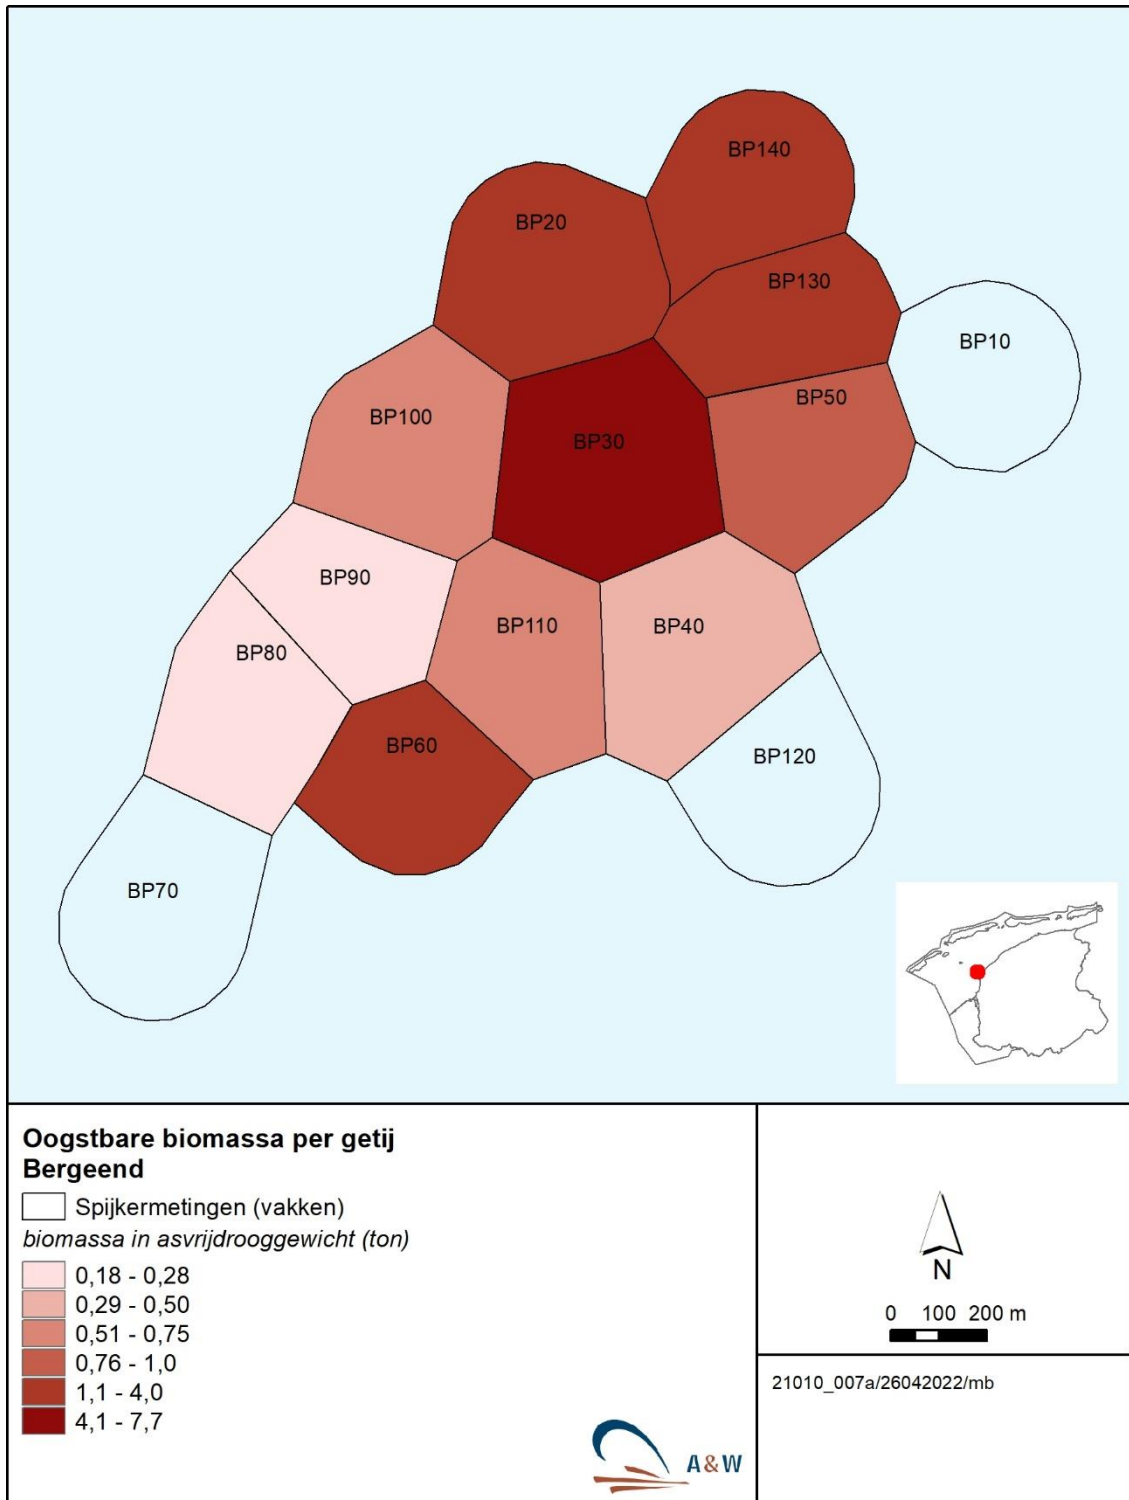 BP140
BP20
BP130
BP10
BP50
BP100
BP30
BP90
BP110
BP40
BP80
BP60
BP120
BP70
Oogstbare biomassa per getij
Bergeend
Spijkermetingen (vakken)
biomassa in asvrijdrooggewicht (ton)
0,18 - 0,28
0,29 - 0,50
0,51 - 0,75
0,76 - 1,0
1,1 - 4,0
4,1 - 7,7
A&W
N
0 100 200 m
21010_007a/26042022/mb